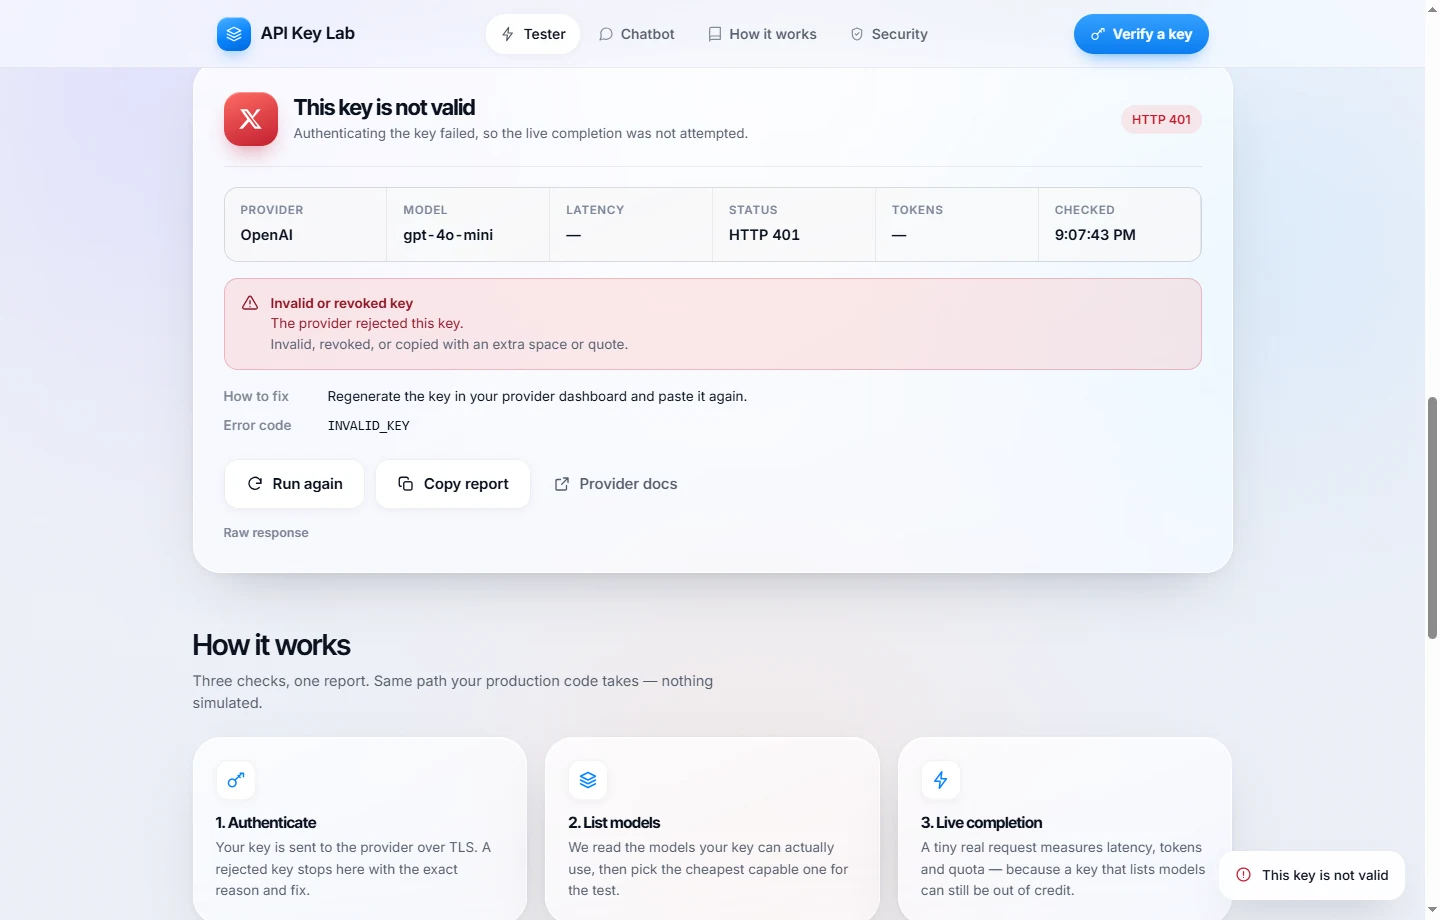 API Key Lab
Tester
Chatbot
How it works
Security
Verify a key
This key is not valid
Authenticating the key failed, so the live completion was not attempted.
HTTP 401
PROVIDER
OpenAI
MODEL
gpt-4o-mini
LATENCY
—
STATUS
HTTP 401
TOKENS
—
CHECKED
9:07:43 PM
Invalid or revoked key
The provider rejected this key.
Invalid, revoked, or copied with an extra space or quote.
How to fix
Regenerate the key in your provider dashboard and paste it again.
Error code
INVALID_KEY
Run again
Copy report
Provider docs
Raw response
How it works
Three checks, one report. Same path your production code takes — nothing
simulated.
1. Authenticate
Your key is sent to the provider over TLS. A
rejected key stops here with the exact
reason and fix.
2. List models
We read the models your key can actually
use, then pick the cheapest capable one for
the test.
3. Live completion
A tiny real request measures latency, tokens
and quota — because a key that lists models
can still be out of credit.
This key is not valid